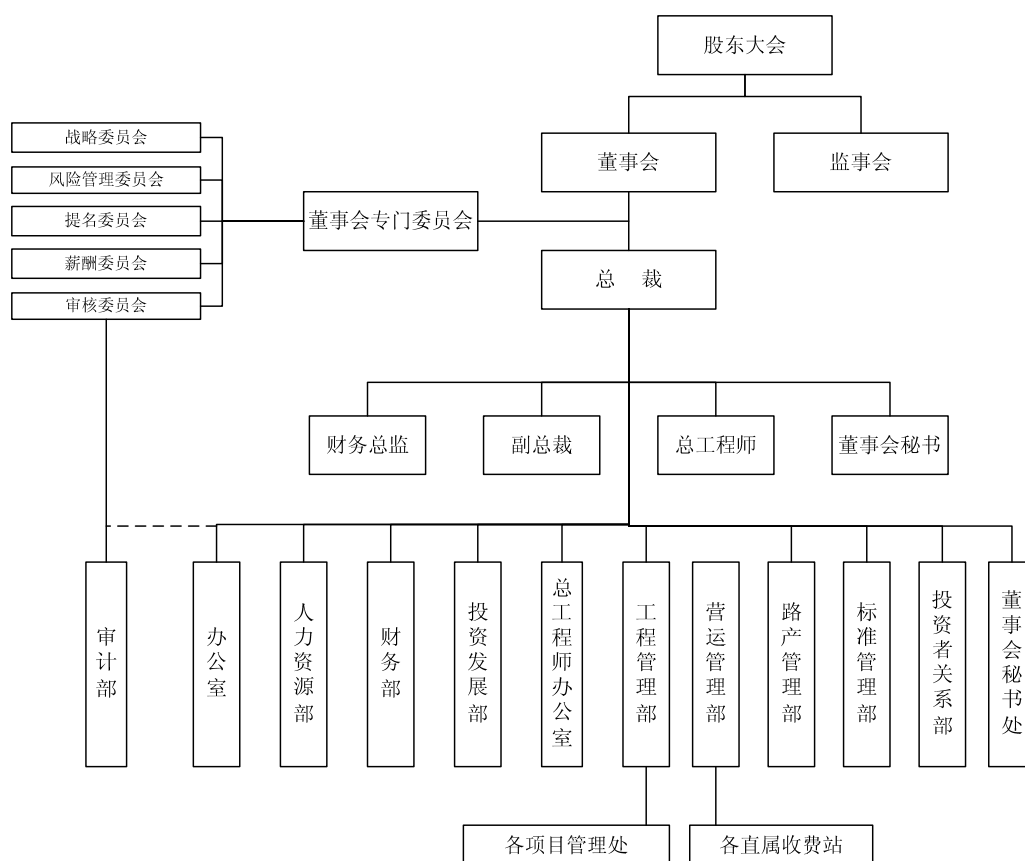 股东大会
董事会
监事会
战略委员会
风险管理委员会
提名委员会
薪酬委员会
审核委员会
董事会专门委员会
总 裁
财务总监
副总裁
总工程师
董事会秘书
审计部
办公室
人力资源部
财务部
投资发展部
总工程师办公室
工程管理部
营运管理部
路产管理部
标准管理部
投资者关系部
董事会秘书处
各项目管理处
各直属收费站